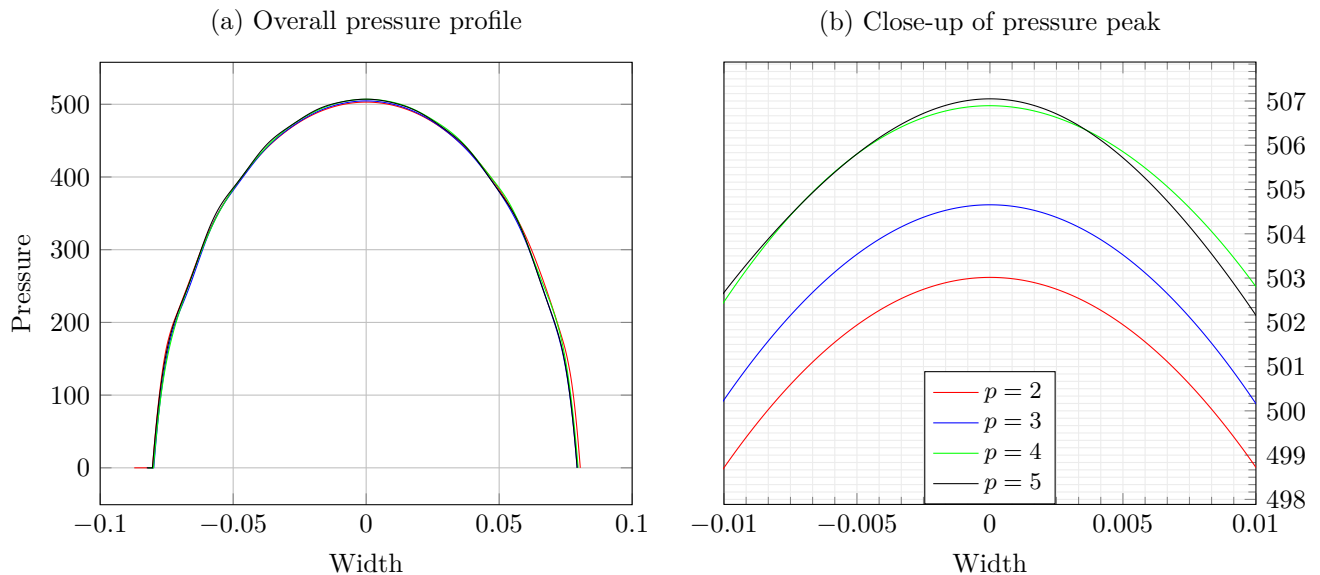 (a) Overall pressure profile
Pressure
500
400
300
200
100
0
−0.1
−0.05
0
0.05
0.1
Width
(b) Close-up of pressure peak
507
506
505
504
503
502
501
500
499
498
p = 2
p = 3
p = 4
p = 5
−0.01
−0.005
0
0.005
0.01
Width